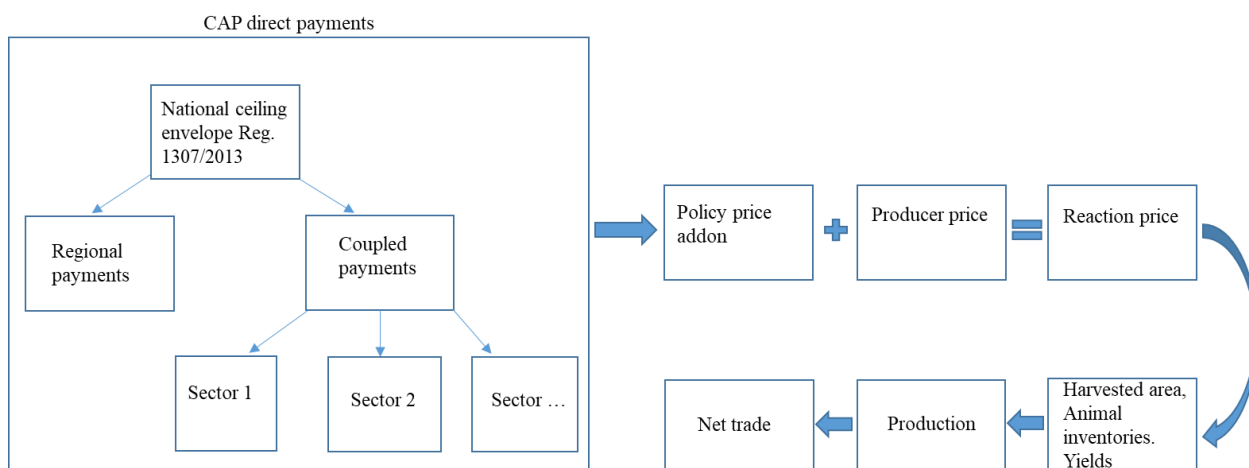 CAP direct payments
National ceiling
envelope Reg.
1307/2013
Regional
payments
Coupled
payments
Sector 1
Sector 2
Sector …
Policy price
addon
Producer price
Reaction price
Harvested area,
Animal
inventories.
Yields
Production
Net trade